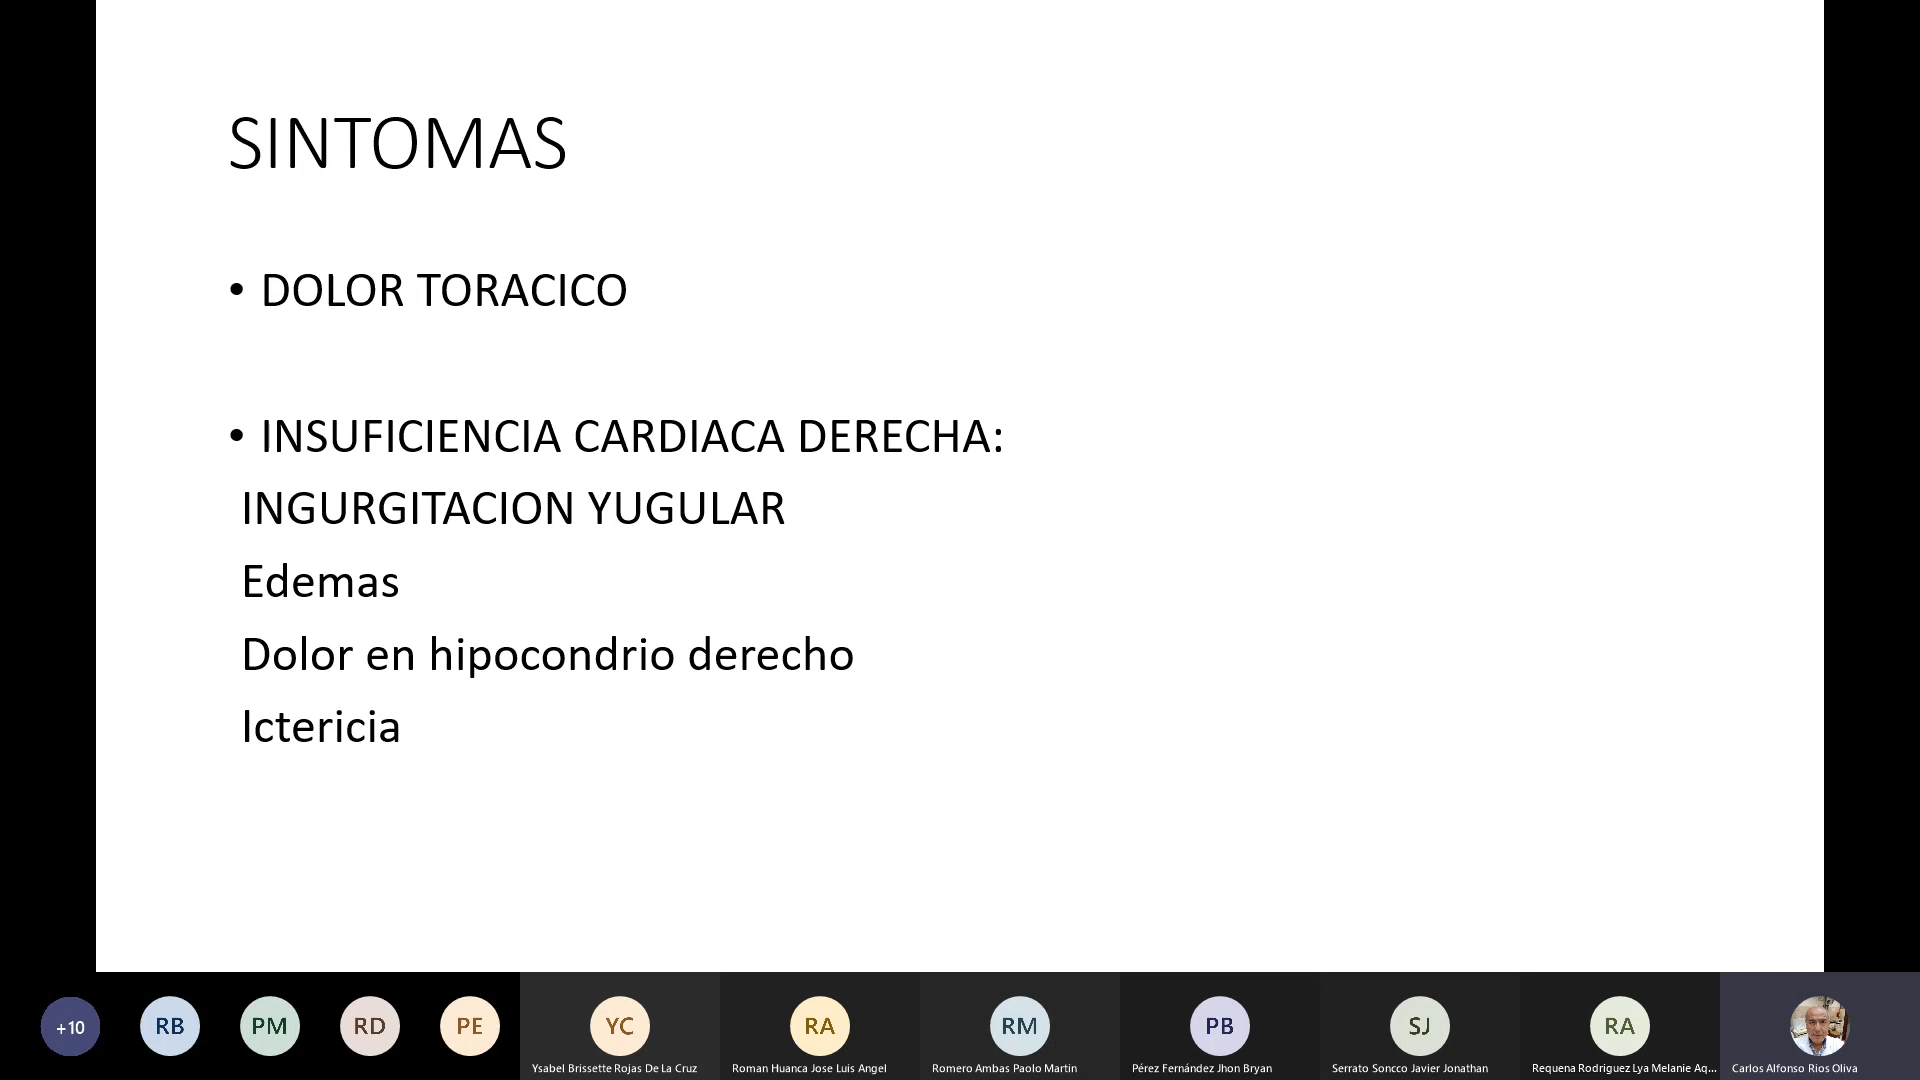 SINTOMAS
• DOLOR TORACICO
• INSUFICIENCIA CARDIACA DERECHA:
INGURGITACION YUGULAR
Edemas
Dolor en hipocondrio derecho
Ictericia
+10
RB
PM
RD
PE
YC
RA
RM
PB
SJ
RA
Ysabel Brissette Rojas De La Cruz
Roman Huanca Jose Luis Angel
Romero Ambas Paolo Martin
Pérez Fernández Jhon Bryan
Serrato Soncco Javier Jonathan
Requena Rodriguez Lya Melanie Aq...
Carlos Alfonso Rios Oliva